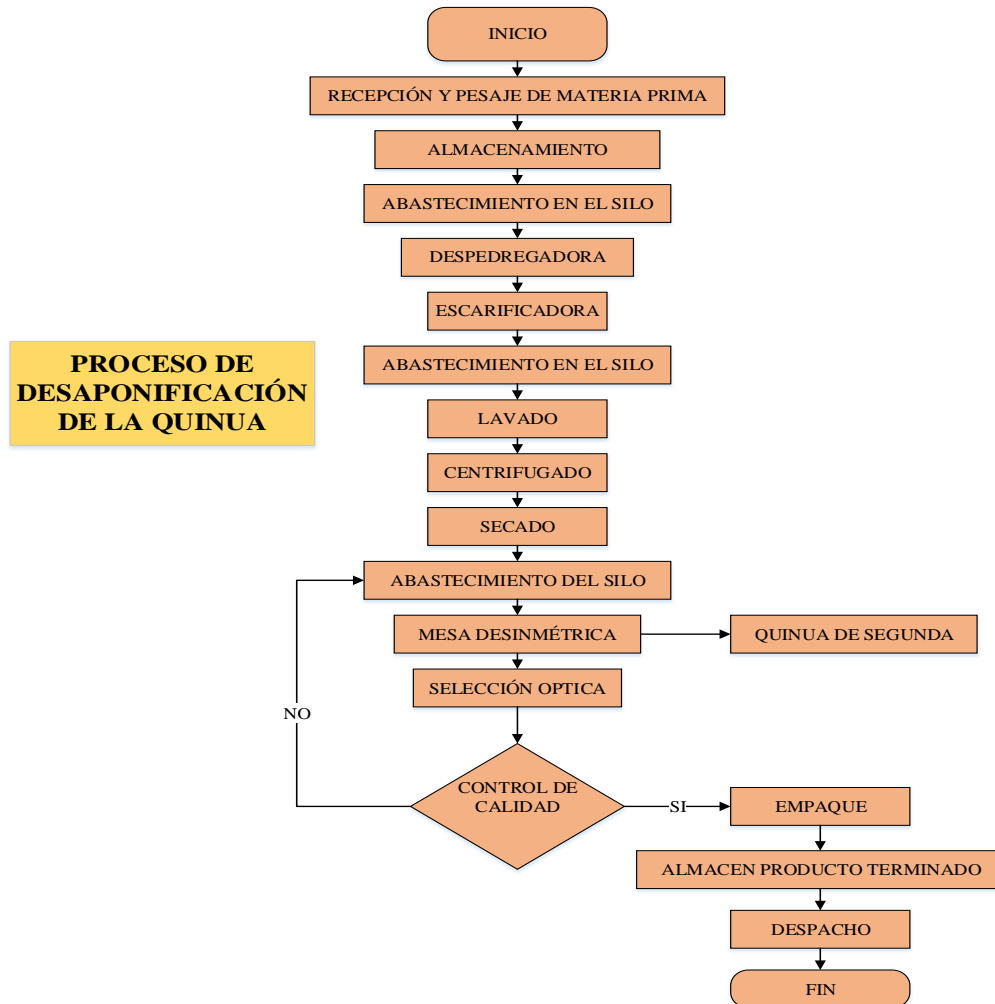 INICIO
RECEPCIÓN Y PESAJE DE MATERIA PRIMA
ALMACENAMIENTO
ABASTECIMIENTO EN EL SILO
DESPEDREGADORA
ESCARIFICADORA
PROCESO DE
DESAPONIFICACIÓN
DE LA QUINUA
ABASTECIMIENTO EN EL SILO
LAVADO
CENTRIFUGADO
SECADO
ABASTECIMIENTO DEL SILO
MESA DESINMÉTRICA
QUINUA DE SEGUNDA
SELECCIÓN OPTICA
NO
CONTROL DE
CALIDAD
SI
EMPAQUE
ALMACEN PRODUCTO TERMINADO
DESPACHO
FIN